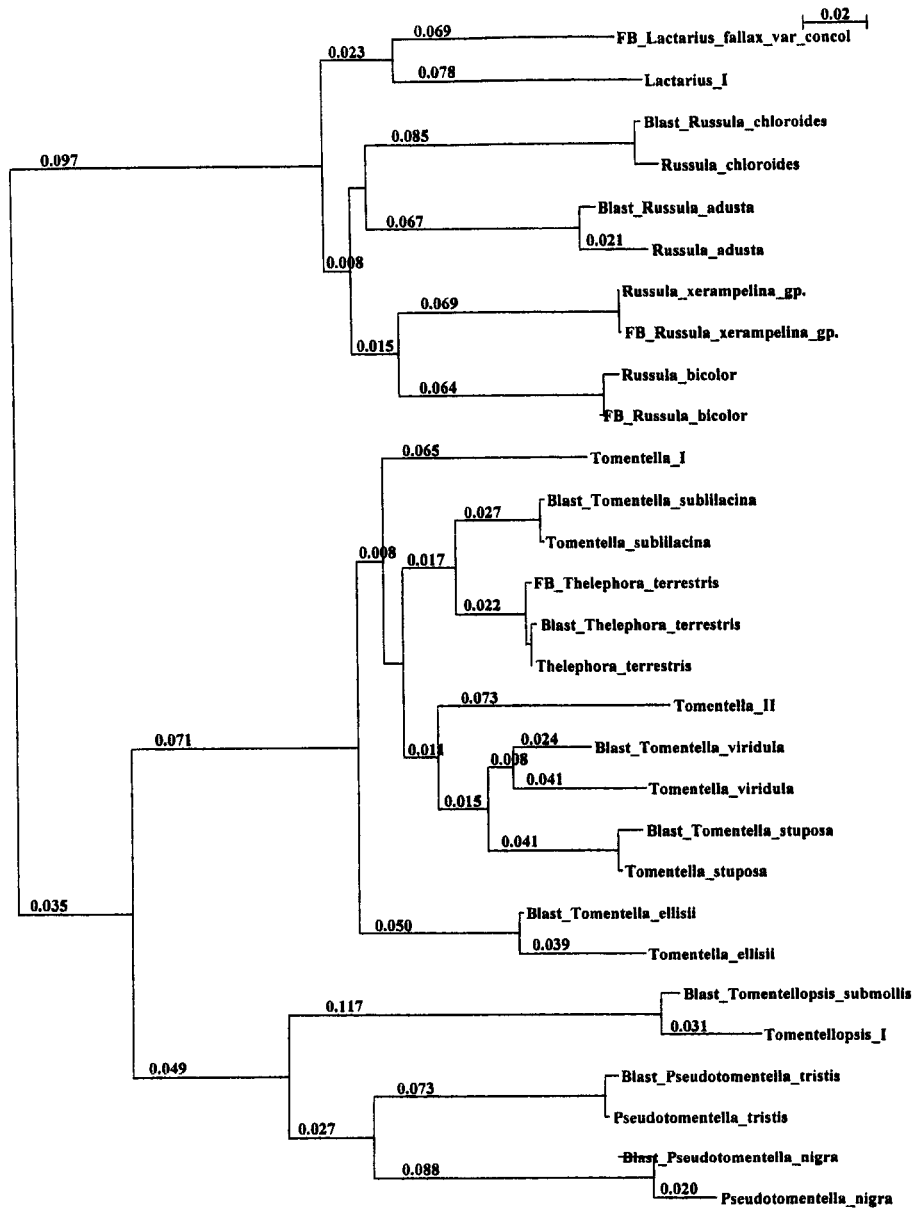 0.02
0.069
FB_Lactarius_fallax_var_concol
0.023
0.078
Lactarius_I
Blast_Russula_chloroides
0.085
0.097
Russula_chloroides
Blast_Russula_adusta
0.067
0.021
Russula_adusta
0.008
Russula_xerampelina_gp.
0.069
FB_Russula_xerampelina_gp.
0.015
Russula_bicolor
0.064
FB_Russula_bicolor
0.065
Tomentella_I
Blast_Tomentella_sublilacina
0.027
Tomentella_sublilacina
0.008
0.017
FB_Thelephora_terrestris
0.022
Blast_Thelephora_terrestris
Thelephora_terrestris
0.073
Tomentella_II
0.071
0.024
Blast_Tomentella_viridula
0.011
0.008
0.041
Tomentella_viridula
0.015
Blast_Tomentella_stuposa
0.041
Tomentella_stuposa
0.035
Blast_Tomentella_ellisii
0.050
0.039
Tomentella_ellisii
Blast_Tomentellopsis_submollis
0.117
0.031
Tomentellopsis_I
0.049
Blast_Pseudotomentella_tristis
0.073
Pseudotomentella_tristis
0.027
Blast_Pseudotomentella_nigra
0.088
0.020
Pseudotomentella_nigra